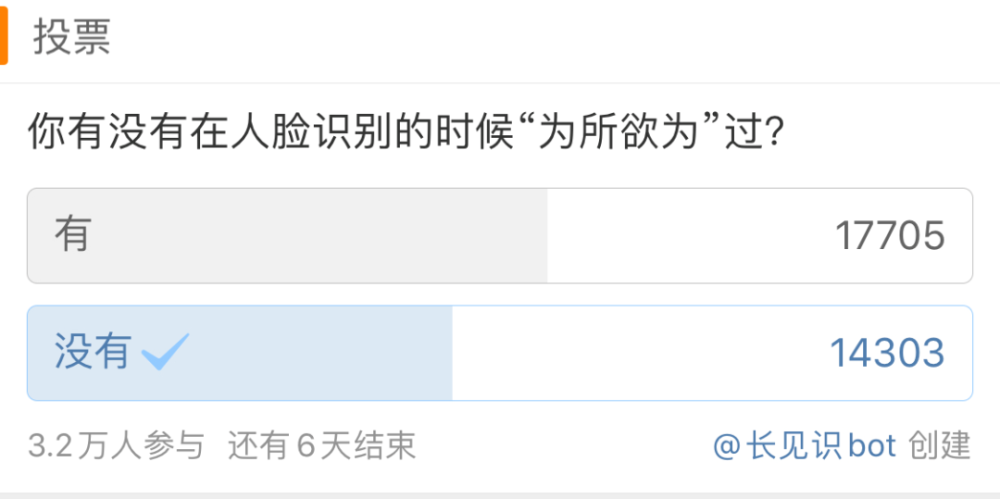 投票
你有没有在人脸识别的时候“为所欲为”过?
有 17705
没有 14303
3.2万人参与 还有6天结束 @长见识bot 创建